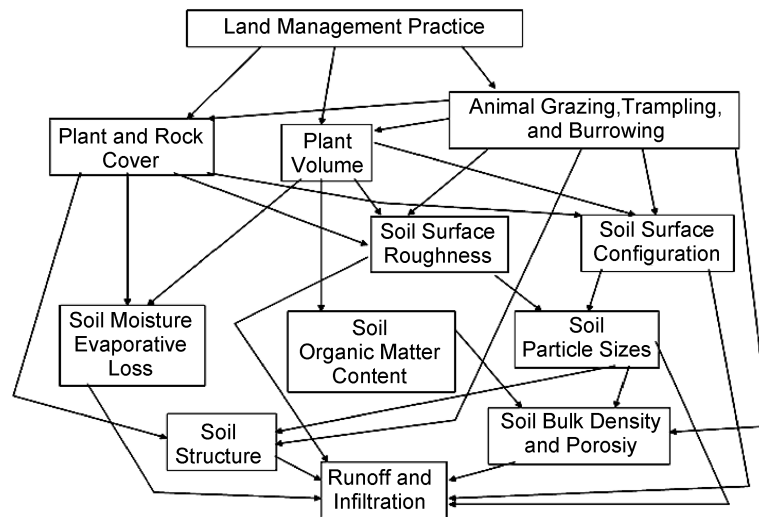 Land Management Practice
Animal Grazing,Trampling,
and Burrowing
Plant and Rock
Cover
Plant
Volume
Soil Surface
Roughness
Soil Surface
Configuration
Soil Moisture
Evaporative
Loss
Soil
Organic Matter
Content
Soil
Particle Sizes
Soil
Structure
Soil Bulk Density
and Porosiy
Runoff and
Infiltration